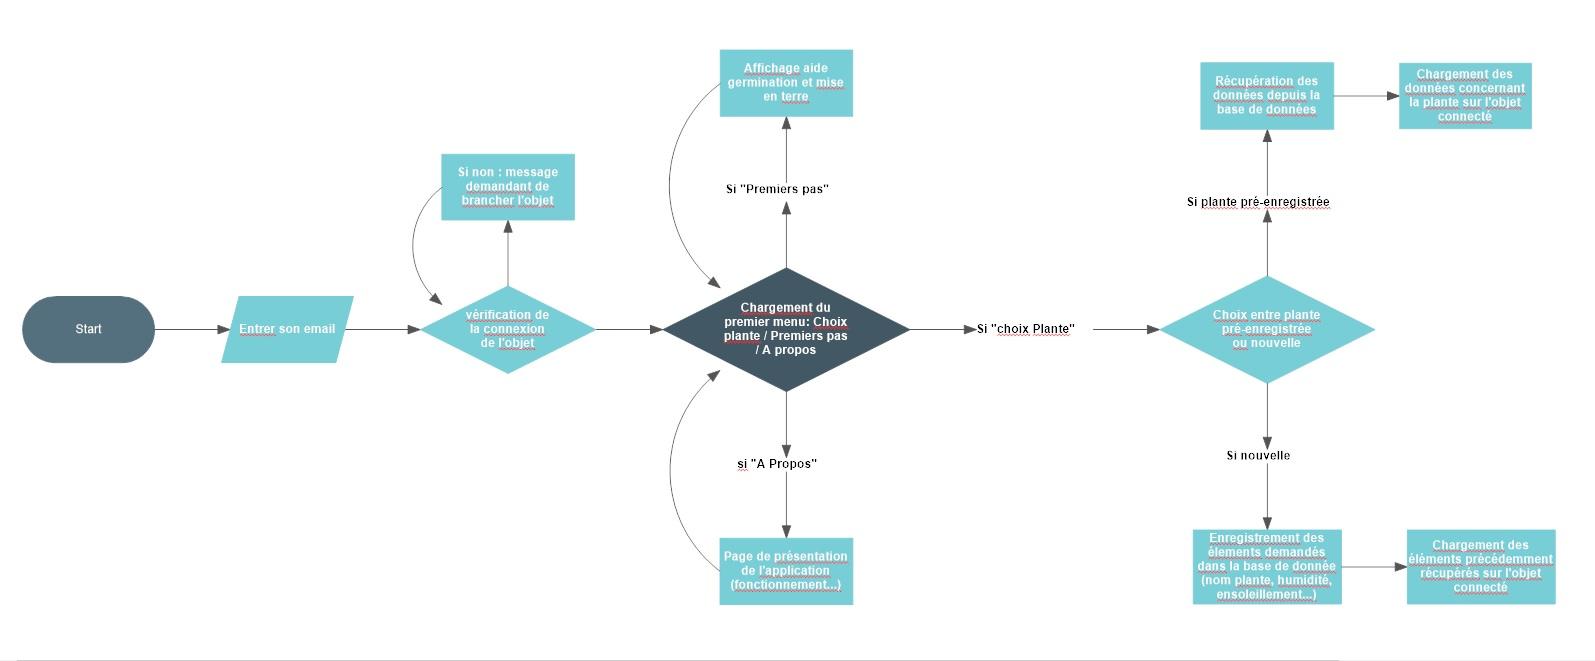 Start
Entrer son email
Si non : message
demandant de
brancher l'objet
vérification de
la connexion
de l'objet
Affichage aide
germination et mise
en terre
Si "Premiers pas"
Chargement du
premier menu: Choix
plante / Premiers pas
/ A propos
si "A Propos"
Page de présentation
de l'application
(fonctionnement...)
Si "choix Plante"
Choix entre plante
pré-enregistrée
ou nouvelle
Si plante pré-enregistrée
Récupération des
données depuis la
base de données
Chargement des
données concernant
la plante sur l'objet
connecté
Si nouvelle
Enregistrement des
élements demandés
dans la base de donnée
(nom plante, humidité,
ensoleillement...)
Chargement des
éléments précédemment
récupérés sur l'objet
connecté